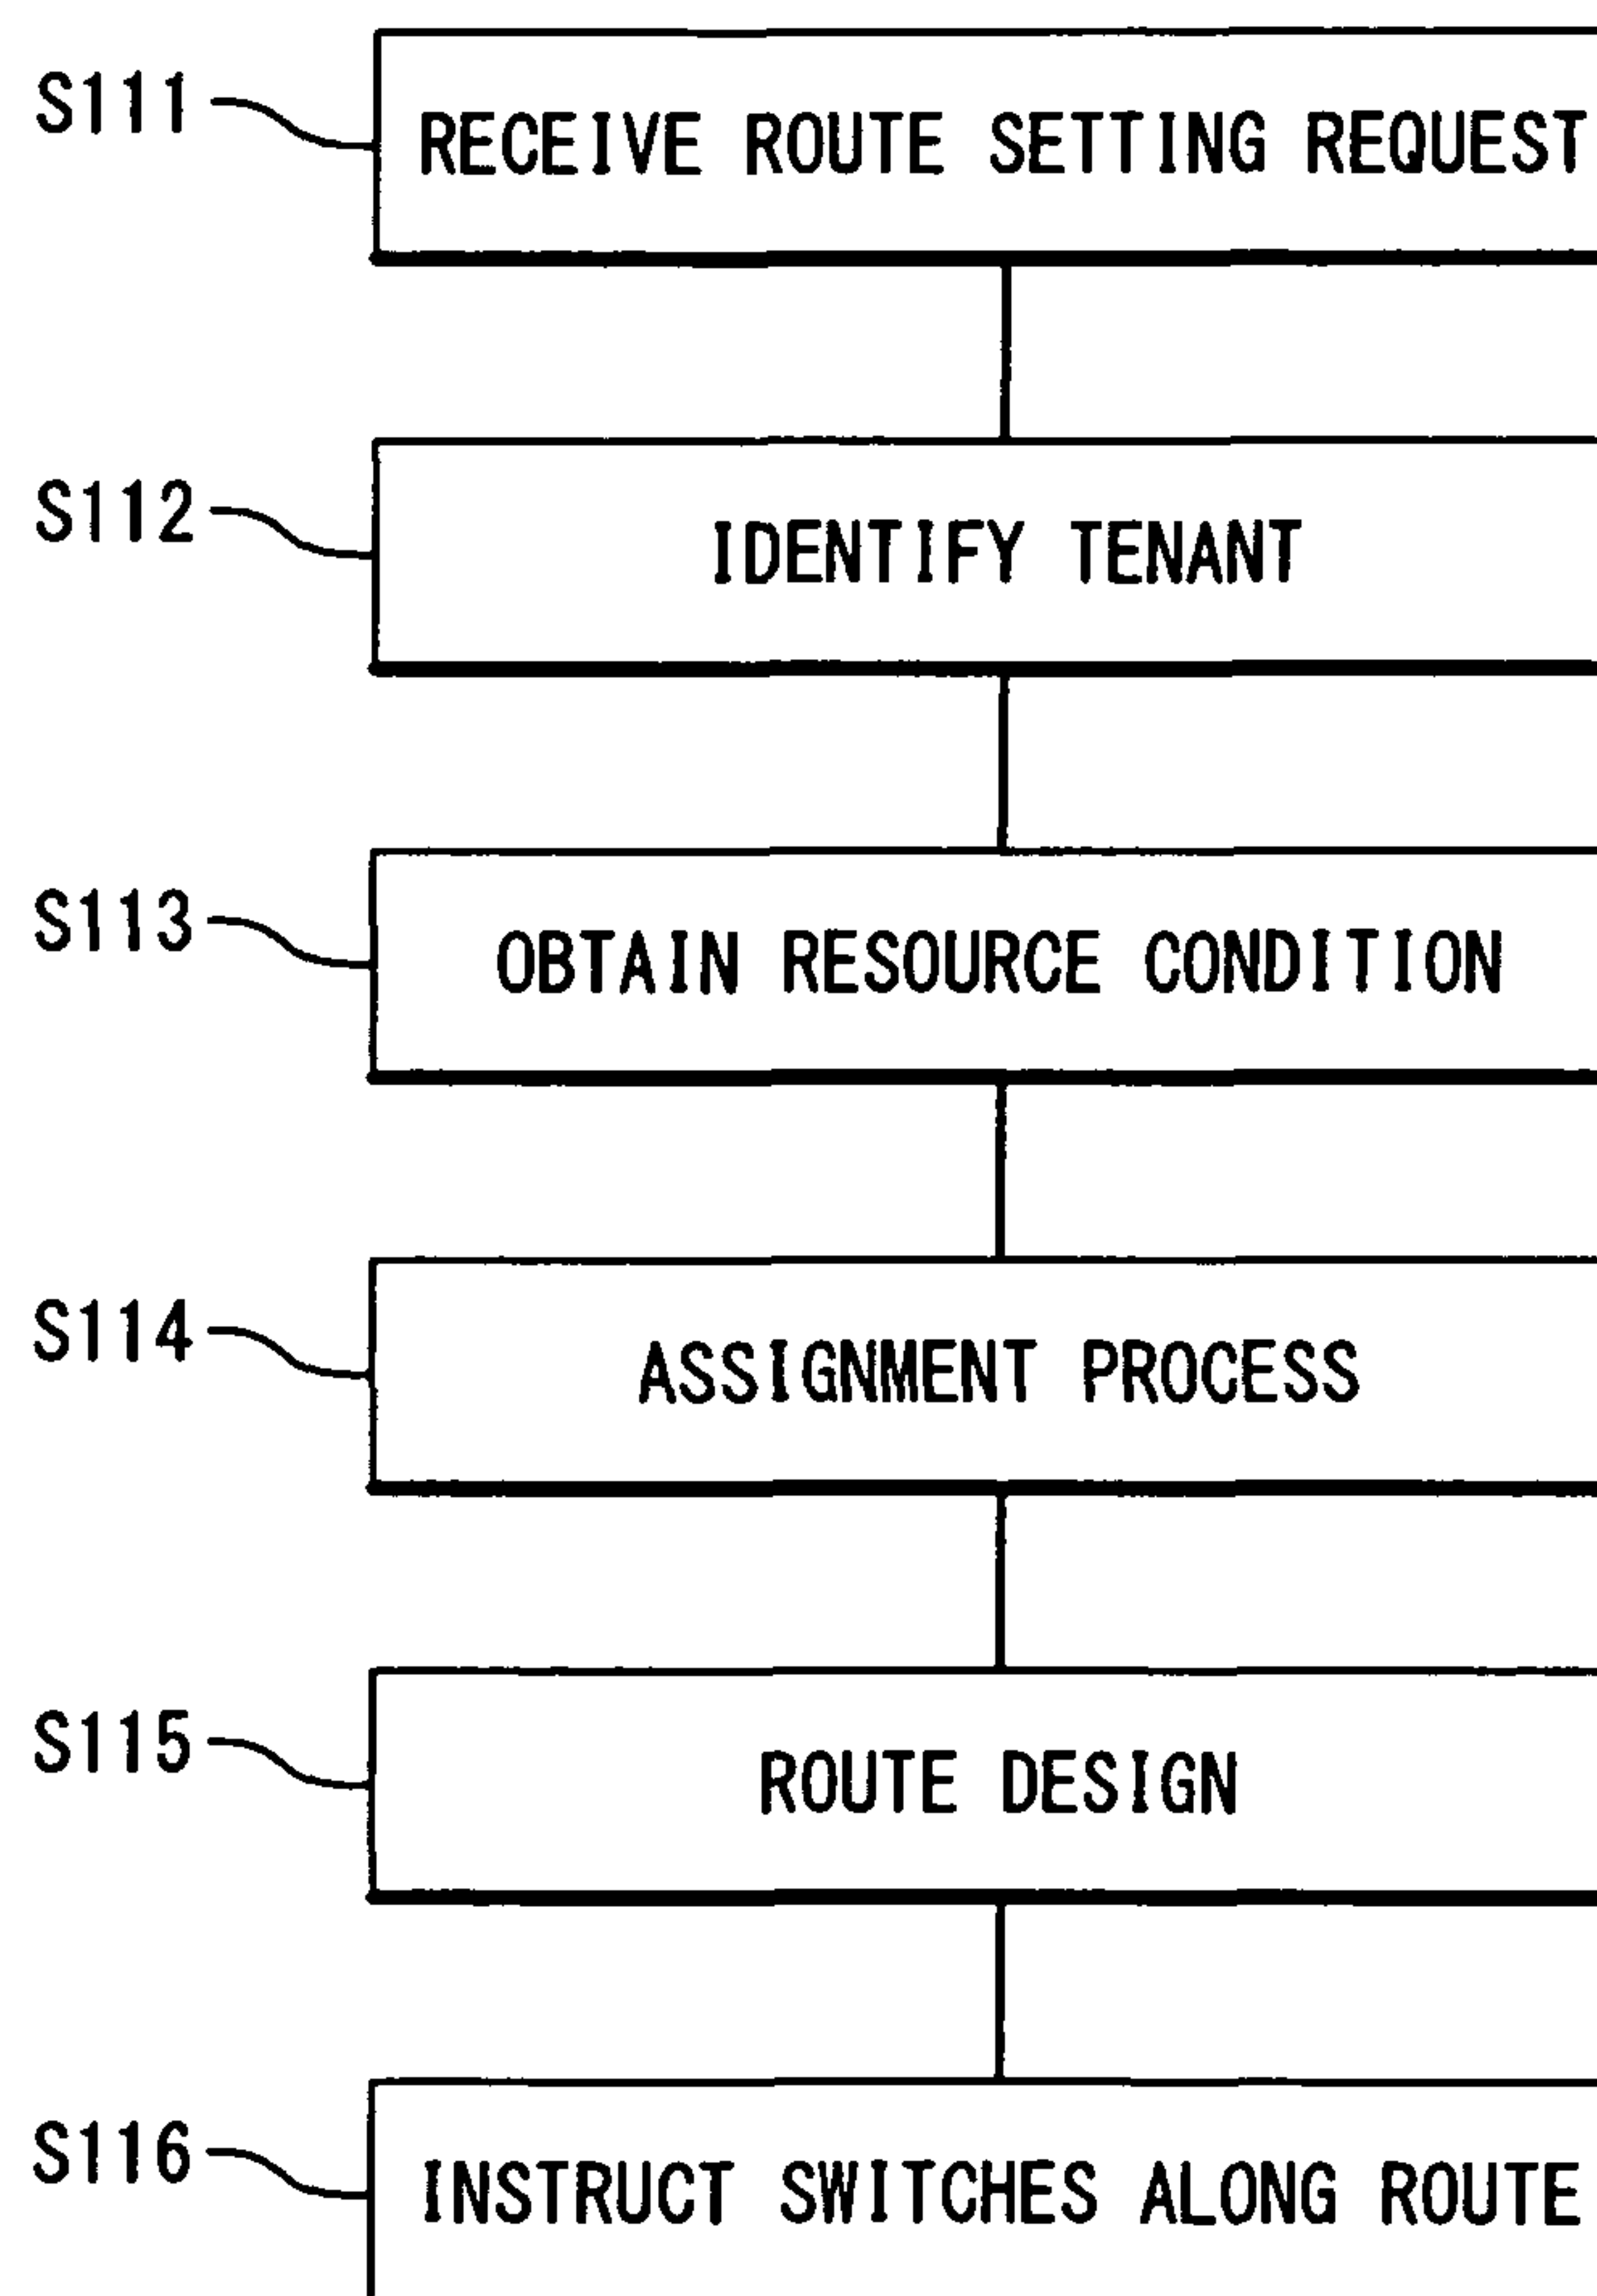 S111 RECEIVE ROUTE SETTING REQUEST
S112 IDENTIFY TENANT
S113 OBTAIN RESOURCE CONDITION
S114 ASSIGNMENT PROCESS
S115 ROUTE DESIGN
S116 INSTRUCT SWITCHES ALONG ROUTE